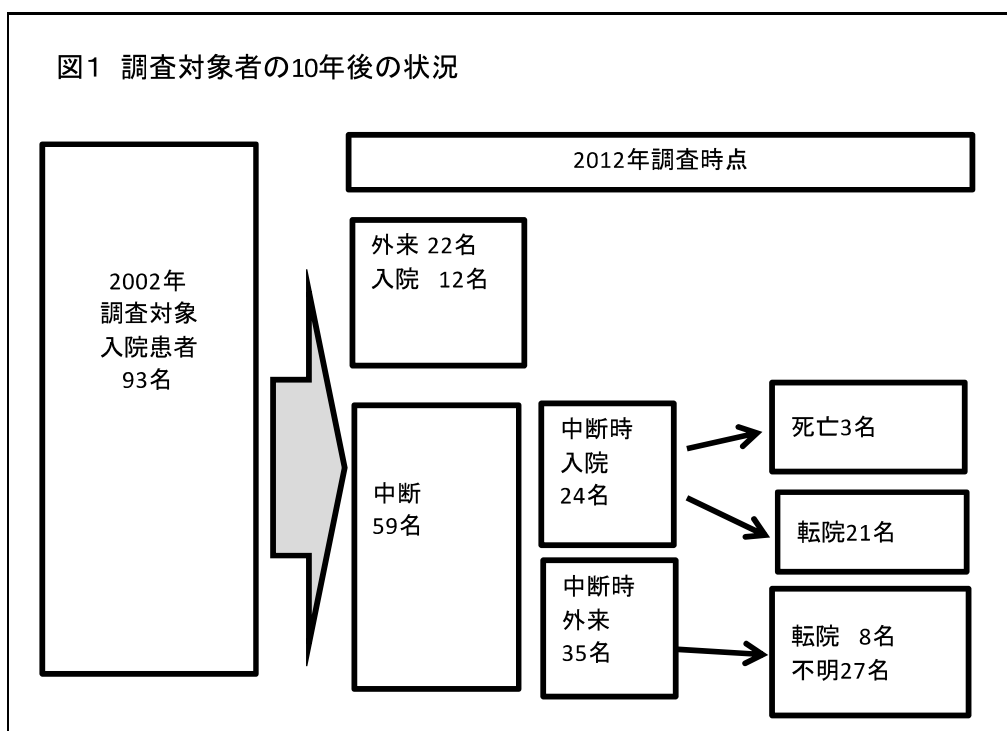 図1 調査対象者の10年後の状況
2012年調査時点
2002年
調査対象
入院患者
93名
外来 22名
入院 12名
中断
59名
中断時
入院
24名
死亡3名
転院21名
中断時
外来
35名
転院 8名
不明27名